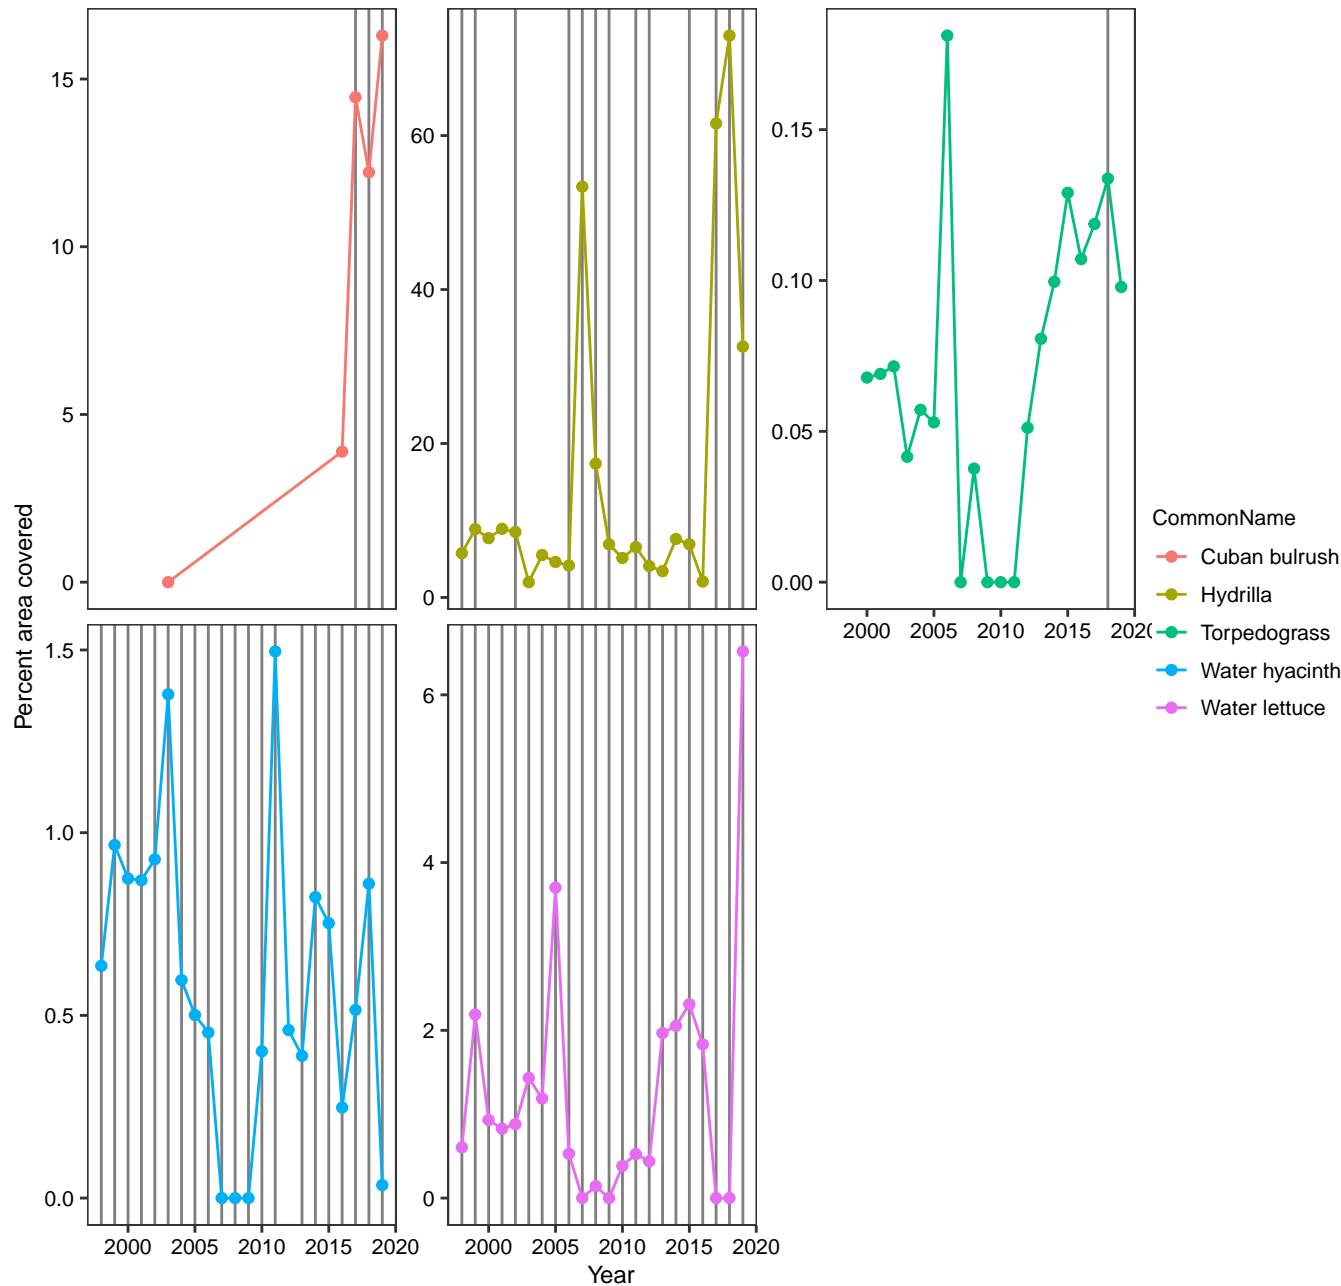 Percent area covered
15
10
5
0
60
40
20
0
0.15
0.10
0.05
0.00
2000 2005 2010 2015 2020
CommonName
Cuban bulrush
Hydrilla
Torpedograss
Water hyacinth
Water lettuce
1.5
1.0
0.5
0.0
2000 2005 2010 2015 2020
6
4
2
0
2000 2005 2010 2015 2020
Year